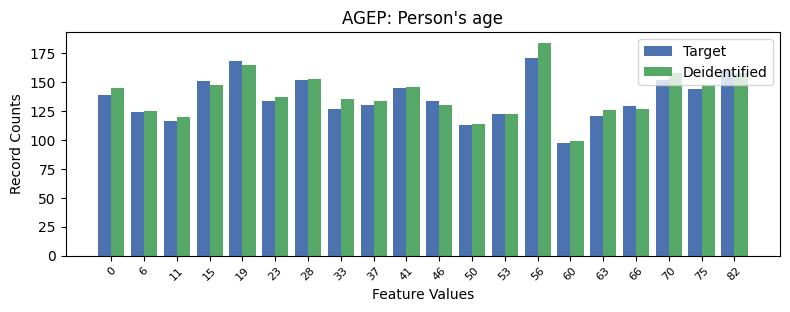 AGEP: Person's age
Record Counts
175
150
125
100
75
50
25
0
Target
Deidentified
0 6 11 15 19 23 28 33 37 41 46 50 53 56 60 63 66 70 75 82
Feature Values